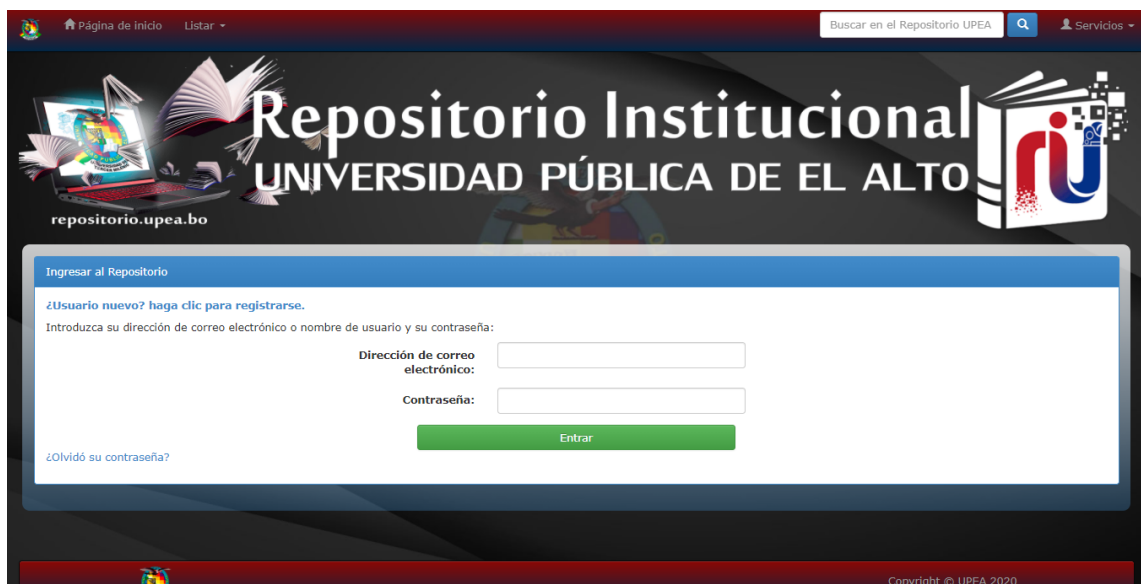 Página de inicio Listar
Buscar en el Repositorio UPEA
Servicios
Repositorio Institucional
UNIVERSIDAD PÚBLICA DE EL ALTO
repositorio.upea.bo
Ingresar al Repositorio
¿Usuario nuevo? haga clic para registrarse.
Introduzca su dirección de correo electrónico o nombre de usuario y su contraseña:
Dirección de correo
electrónico:
Contraseña:
Entrar
¿Olvidó su contraseña?
Copyright © UPEA 2020